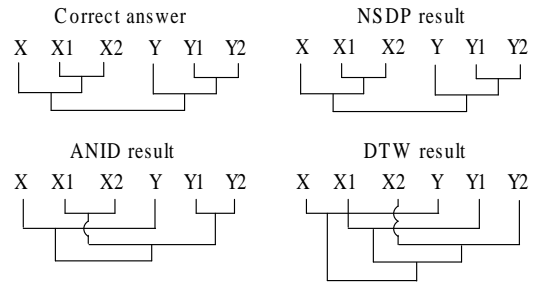 Correct answer
X X1 X2 Y Y1 Y2
NSDP result
X X1 X2 Y Y1 Y2
ANID result
X X1 X2 Y Y1 Y2
DTW result
X X1 X2 Y Y1 Y2